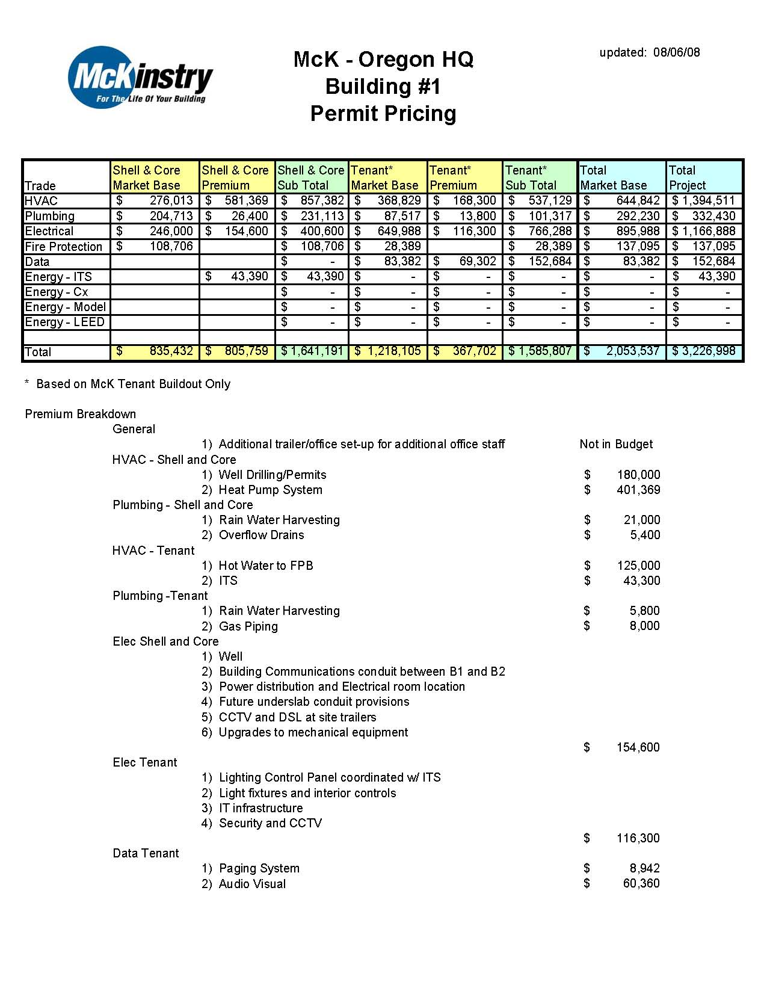 McKinstry
For The Life Of Your Building
McK - Oregon HQ
Building #1
Permit Pricing
updated: 08/06/08
Trade | Shell & Core Market Base | Shell & Core Premium | Shell & Core Sub Total | Tenant* Market Base | Tenant* Premium | Tenant* Sub Total | Total Market Base | Total Project
HVAC $ 276,013 $ 581,369 $ 857,382 $ 368,829 $ 168,300 $ 537,129 $ 644,842 $ 1,394,511
Plumbing $ 204,713 $ 26,400 $ 231,113 $ 87,517 $ 13,800 $ 101,317 $ 292,230 $ 332,430
Electrical $ 246,000 $ 154,600 $ 400,600 $ 649,988 $ 116,300 $ 766,288 $ 895,988 $ 1,166,888
Fire Protection $ 108,706 $ 108,706 $ 28,389 $ 28,389 $ 137,095 $ 137,095
Data $ - $ 83,382 $ 69,302 $ 152,684 $ 83,382 $ 152,684
Energy - ITS $ 43,390 $ 43,390 $ - $ - $ - $ - $ 43,390
Energy - Cx $ - $ - $ - $ - $ - $ -
Energy - Model $ - $ - $ - $ - $ - $ -
Energy - LEED $ - $ - $ - $ - $ - $ -
Total $ 835,432 $ 805,759 $ 1,641,191 $ 1,218,105 $ 367,702 $ 1,585,807 $ 2,053,537 $ 3,226,998
* Based on McK Tenant Buildout Only
Premium Breakdown
General
1) Additional trailer/office set-up for additional office staff Not in Budget
HVAC - Shell and Core
1) Well Drilling/Permits $ 180,000
2) Heat Pump System $ 401,369
Plumbing - Shell and Core
1) Rain Water Harvesting $ 21,000
2) Overflow Drains $ 5,400
HVAC - Tenant
1) Hot Water to FPB $ 125,000
2) ITS $ 43,300
Plumbing -Tenant
1) Rain Water Harvesting $ 5,800
2) Gas Piping $ 8,000
Elec Shell and Core
1) Well
2) Building Communications conduit between B1 and B2
3) Power distribution and Electrical room location
4) Future underslab conduit provisions
5) CCTV and DSL at site trailers
6) Upgrades to mechanical equipment
$ 154,600
Elec Tenant
1) Lighting Control Panel coordinated w/ ITS
2) Light fixtures and interior controls
3) IT infrastructure
4) Security and CCTV
$ 116,300
Data Tenant
1) Paging System $ 8,942
2) Audio Visual $ 60,360